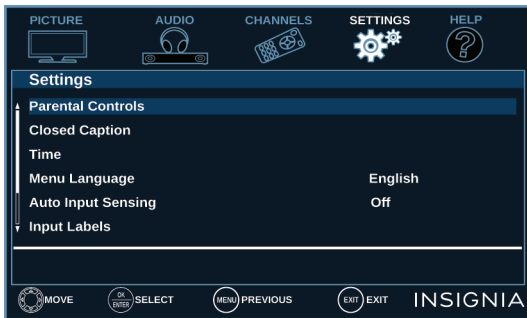 PICTURE AUDIO CHANNELS SETTINGS HELP
Settings
Parental Controls
Closed Caption
Time
Menu Language English
Auto Input Sensing Off
Input Labels
MOVE OK ENTER SELECT MENU PREVIOUS EXIT EXIT INSIGNIA